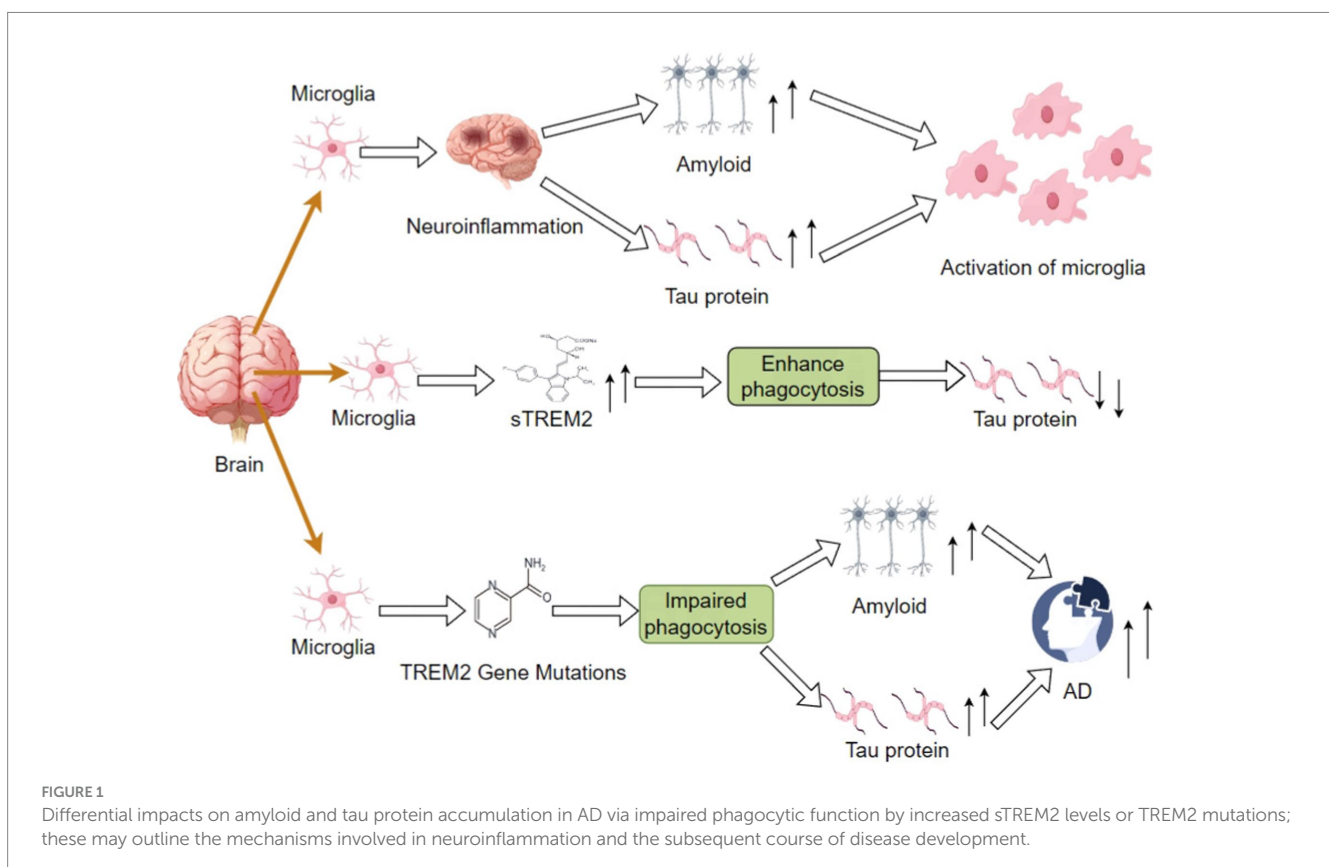 Microglia
Neuroinflammation
Amyloid
Tau protein
Activation of microglia
Brain
Microglia
sTREM2
Enhance
phagocytosis
Tau protein
Microglia
NH₂
N
O
N
TREM2 Gene Mutations
Impaired
phagocytosis
Amyloid
Tau protein
AD
FIGURE 1
Differential impacts on amyloid and tau protein accumulation in AD via impaired phagocytic function by increased sTREM2 levels or TREM2 mutations;
these may outline the mechanisms involved in neuroinflammation and the subsequent course of disease development.